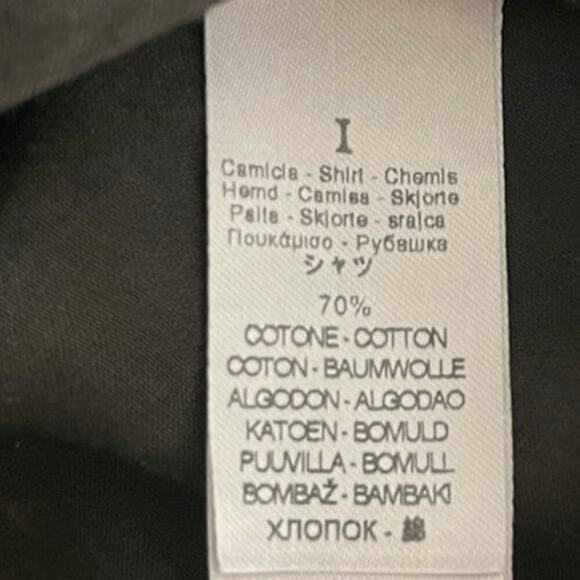 I
Camicia - Shirt - Chemis
Hemd - Camisa - Skjorte
Paita - Skjorte - srajca
Πουκάμισο - Рубашка
シャツ
70%
COTONE - COTTON
COTON - BAUMWOLLE
ALGODON - ALGODAO
KATOEN - BOMULD
PUUVILLA - BOMULL
BOMBAŽ - BAMBAKI
ХЛОПОК - 綿